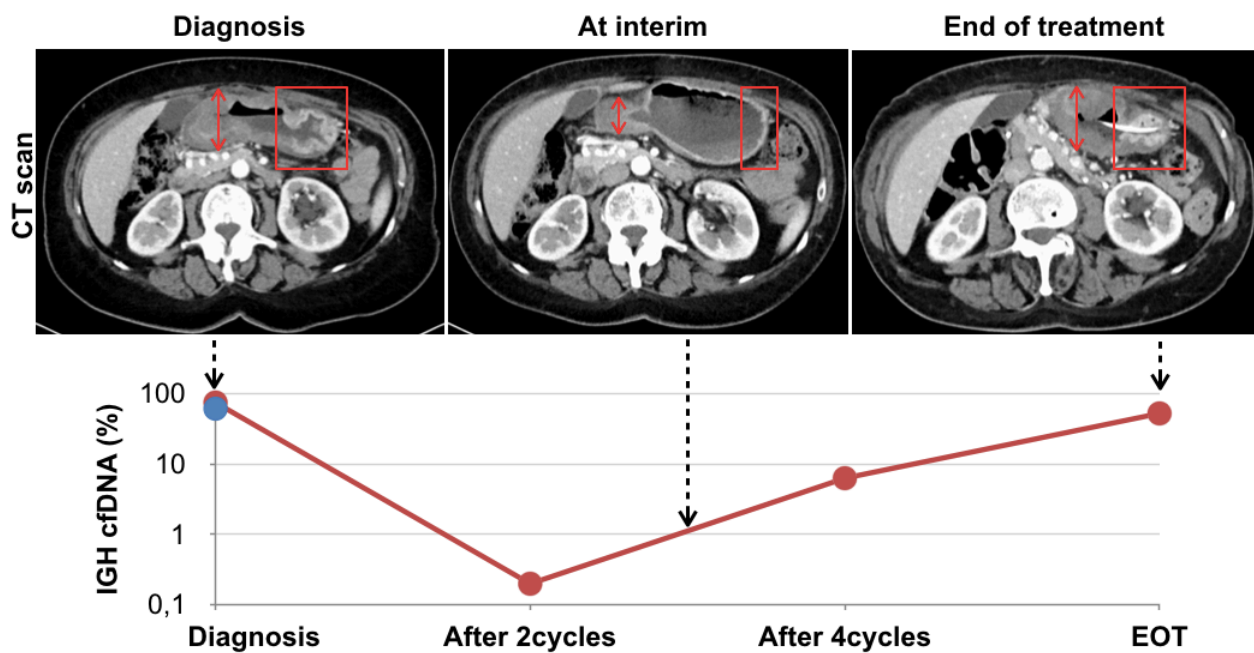 Diagnosis
At interim
End of treatment
CT scan
IGH cfDNA (%)
100
10
1
0,1
Diagnosis
After 2cycles
After 4cycles
EOT